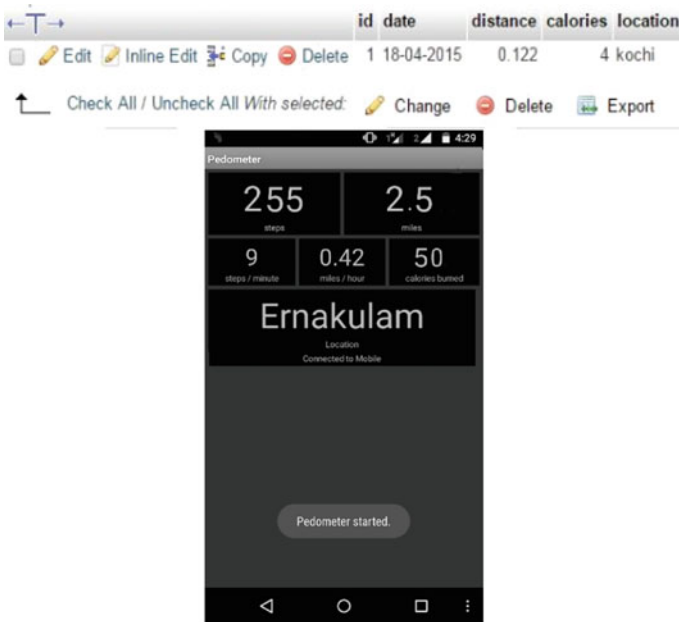 ←T→ id date distance calories location
Edit Inline Edit Copy Delete 1 18-04-2015 0.122 4 kochi
Check All / Uncheck All With selected: Change Delete Export
1 2 4:29
Pedometer
255 2.5
steps miles
9 0.42 50
steps / minute miles / hour calories burned
Ernakulam
Location
Connected to Mobile
Pedometer started.